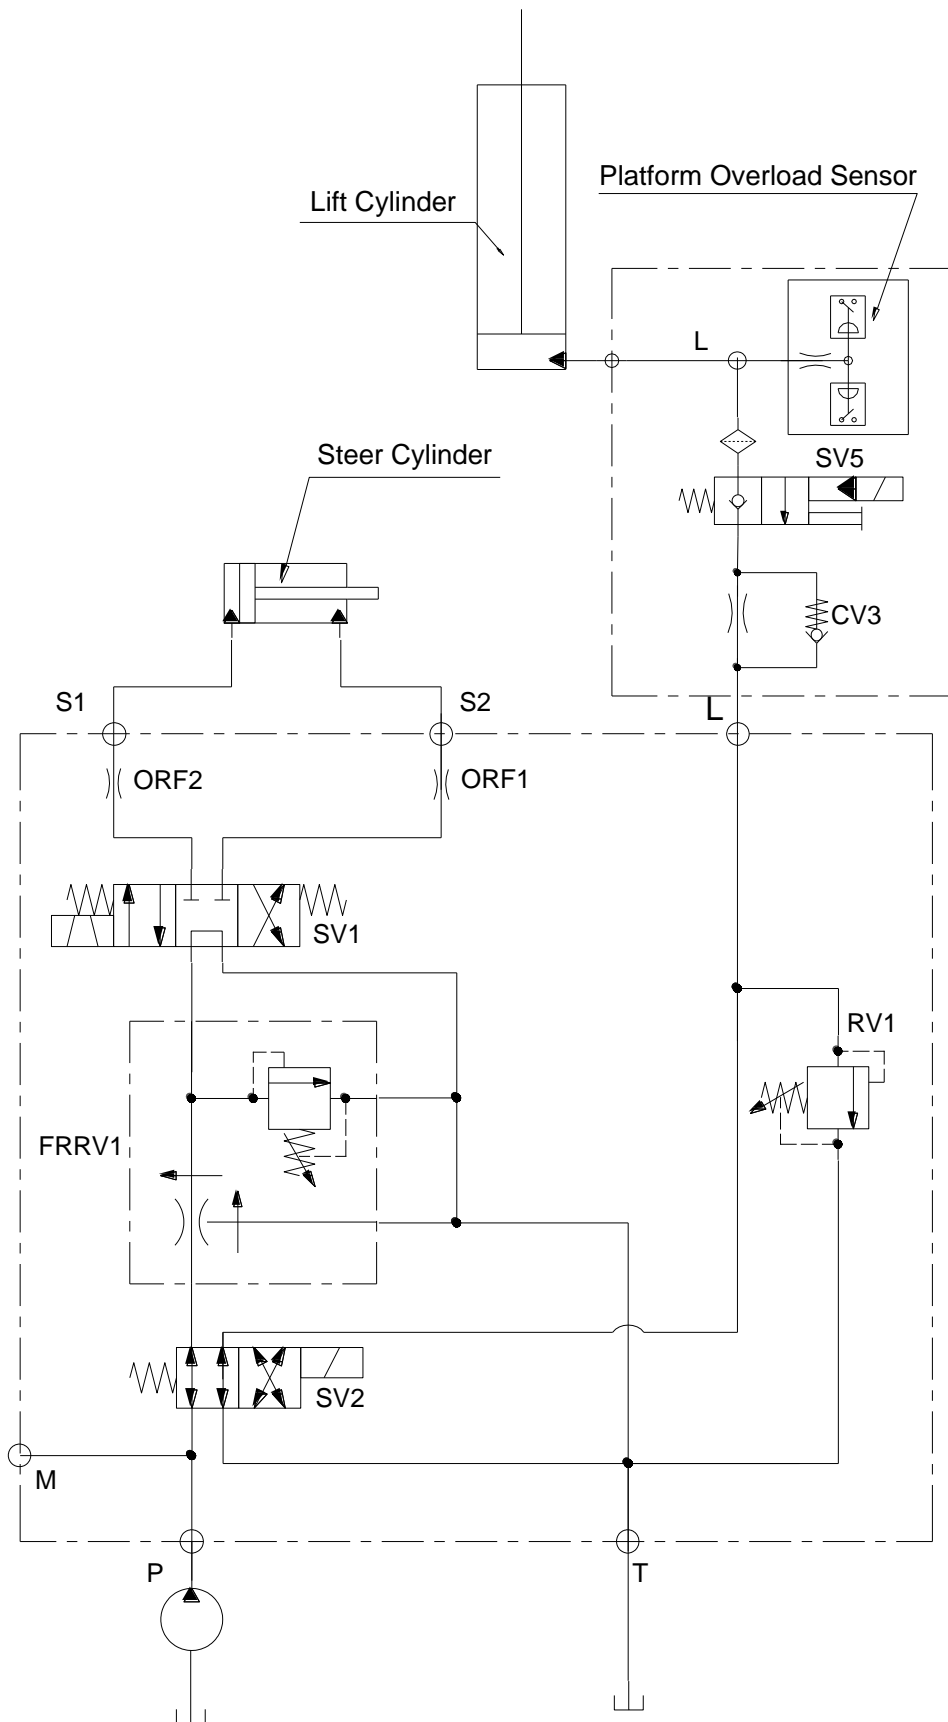 Platform Overload Sensor
Lift Cylinder
L
Steer Cylinder
SV5
CV3
S1
S2
L
ORF2
ORF1
SV1
RV1
FRRV1
SV2
M
P
T